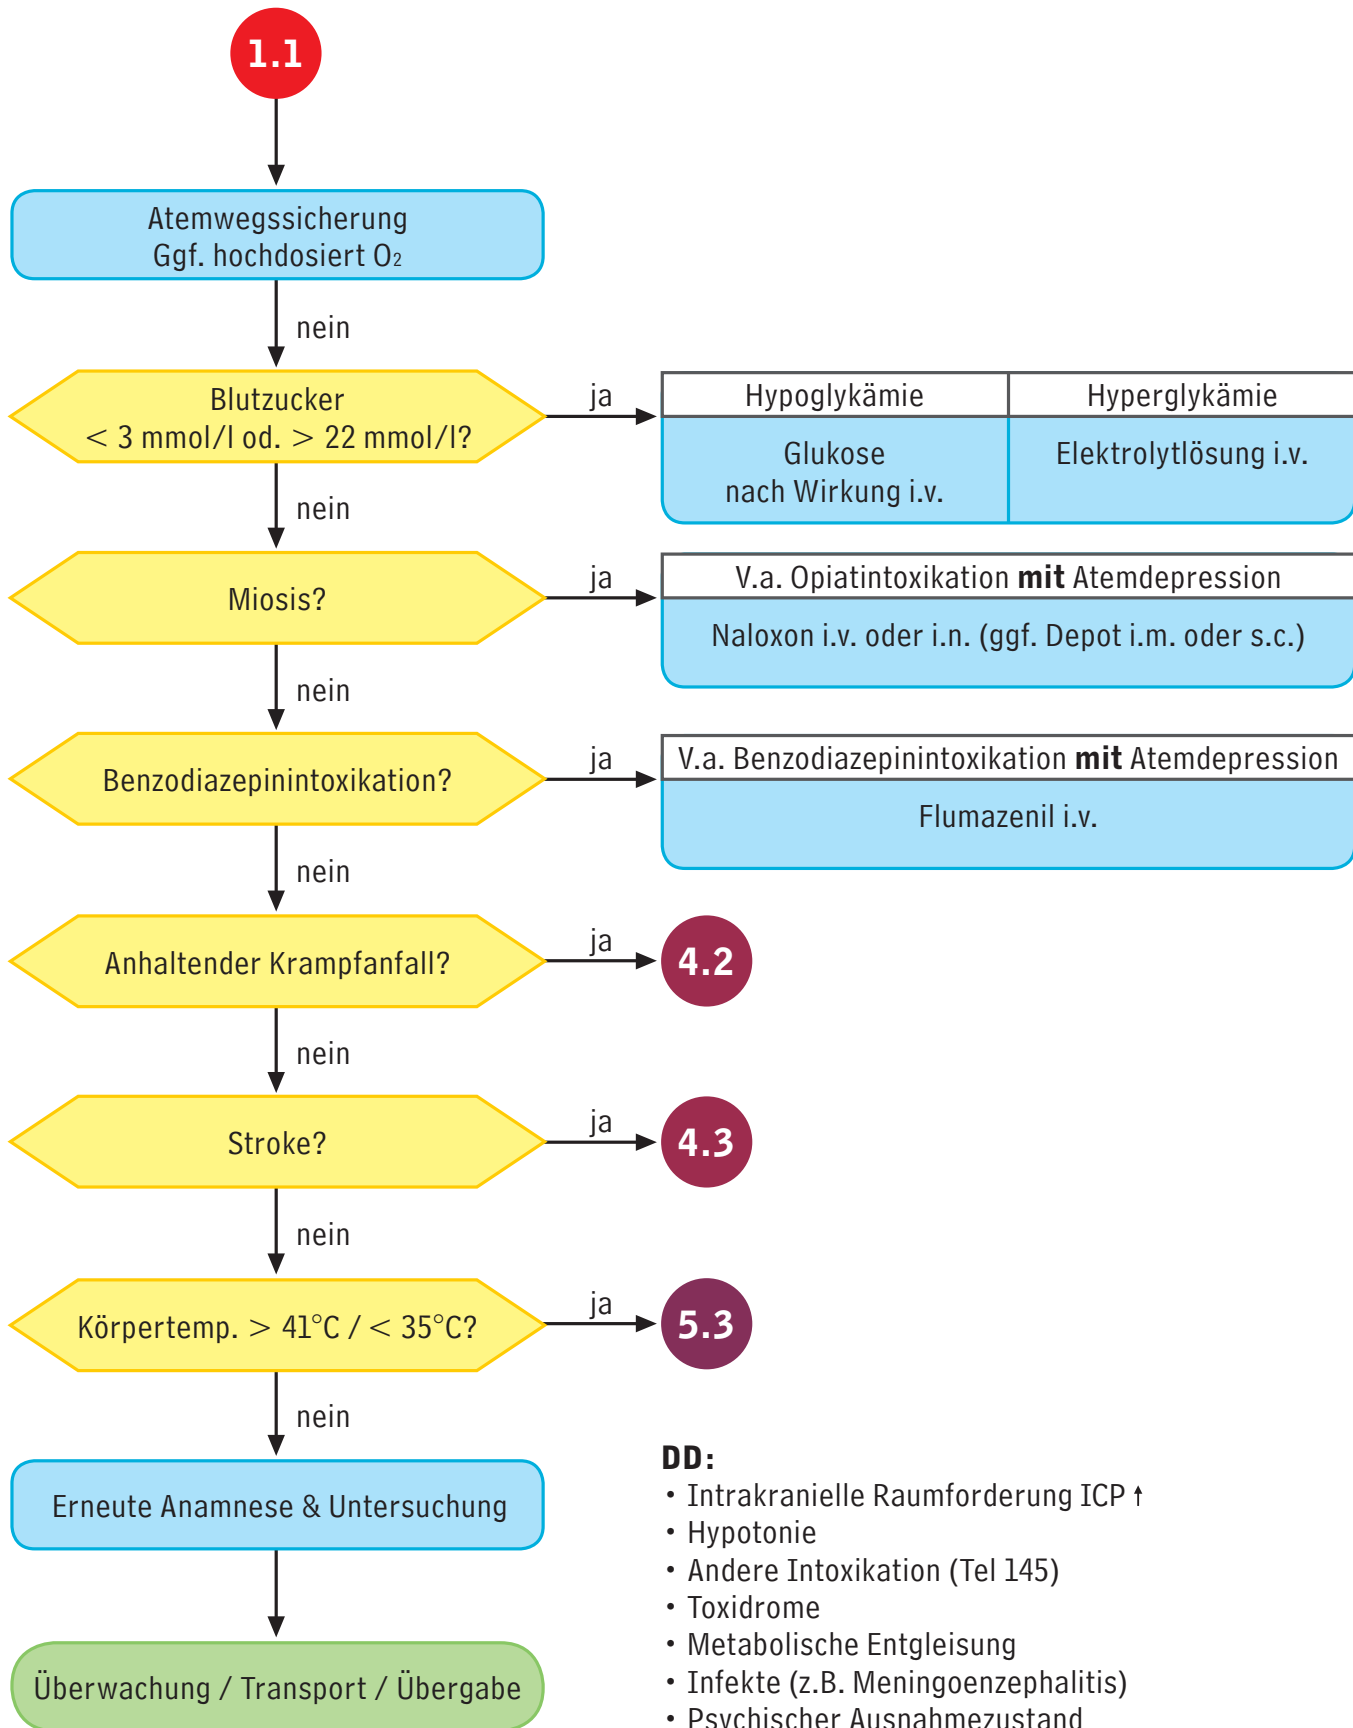 1.1
Atemwegssicherung
Ggf. hochdosiert O₂
nein
Blutzucker
< 3 mmol/l od. > 22 mmol/l?
ja
Hypoglykämie
Hyperglykämie
Glukose
nach Wirkung i.v.
Elektrolytlösung i.v.
nein
Miosis?
ja
V.a. Opiatintoxikation mit Atemdepression
Naloxon i.v. oder i.n. (ggf. Depot i.m. oder s.c.)
nein
Benzodiazepinintoxikation?
ja
V.a. Benzodiazepinintoxikation mit Atemdepression
Flumazenil i.v.
nein
Anhaltender Krampfanfall?
ja
4.2
nein
Stroke?
ja
4.3
nein
Körpertemp. > 41°C / < 35°C?
ja
5.3
nein
Erneute Anamnese & Untersuchung
Überwachung / Transport / Übergabe
DD:
• Intrakranielle Raumforderung ICP ↑
• Hypotonie
• Andere Intoxikation (Tel 145)
• Toxidrome
• Metabolische Entgleisung
• Infekte (z.B. Meningoenzephalitis)
• Psychischer Ausnahmezustand